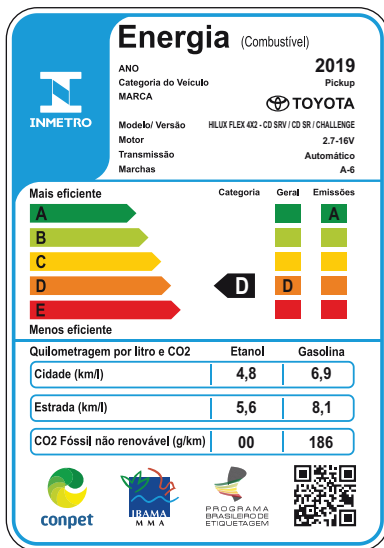 Energia (Combustível)
ANO 2019
Categoria do Veículo Pickup
MARCA TOYOTA
INMETRO
Modelo/ Versão HILUX FLEX 4X2 - CD SRV / CD SR / CHALLENGE
Motor 2.7-16V
Transmissão Automático
Marchas A-6
Mais eficiente Categoria Geral Emissões
A A
B
C
D D D
E
Menos eficiente
Quilometragem por litro e CO2 Etanol Gasolina
Cidade (km/l) 4,8 6,9
Estrada (km/l) 5,6 8,1
CO2 Fóssil não renovável (g/km) 00 186
conpet
IBAMA
MMA
PROGRAMA
BRASILEIRO DE
ETIQUETAGEM